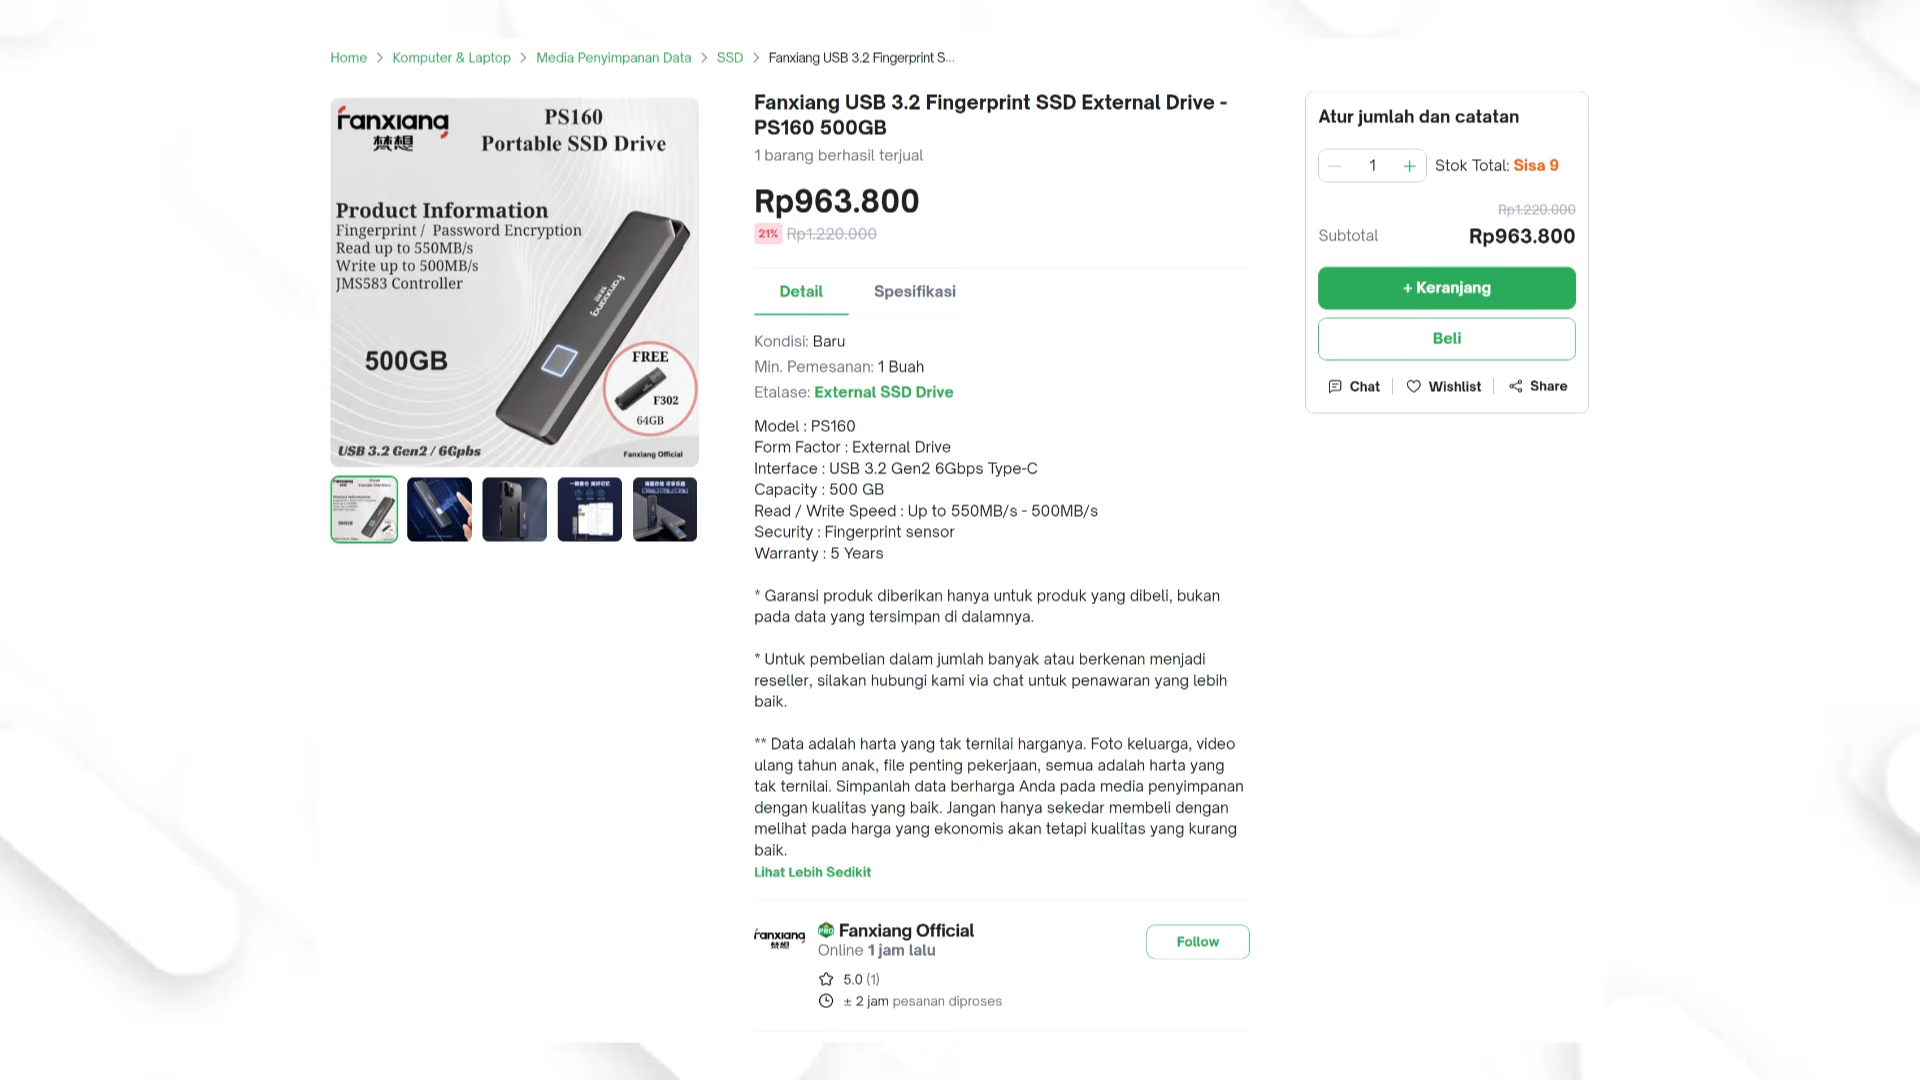 Home > Komputer & Laptop > Media Penyimpanan Data > SSD > Fanxiang USB 3.2 Fingerprint S...
Fanxiang
梵想
PS160
Portable SSD Drive
Product Information
Fingerprint / Password Encryption
Read up to 550MB/s
Write up to 500MB/s
JMS583 Controller
500GB
Fanxiang
梵想
FREE
F302
64GB
USB 3.2 Gen2 / 6Gpbs
Fanxiang Official
Fanxiang USB 3.2 Fingerprint SSD External Drive -
PS160 500GB
1 barang berhasil terjual
Rp963.800
21% Rp1.220.000
Detail Spesifikasi
Kondisi: Baru
Min. Pemesanan: 1 Buah
Etalase: External SSD Drive
Model : PS160
Form Factor : External Drive
Interface : USB 3.2 Gen2 6Gbps Type-C
Capacity : 500 GB
Read / Write Speed : Up to 550MB/s - 500MB/s
Security : Fingerprint sensor
Warranty : 5 Years
* Garansi produk diberikan hanya untuk produk yang dibeli, bukan
pada data yang tersimpan di dalamnya.
* Untuk pembelian dalam jumlah banyak atau berkenan menjadi
reseller, silakan hubungi kami via chat untuk penawaran yang lebih
baik.
** Data adalah harta yang tak ternilai harganya. Foto keluarga, video
ulang tahun anak, file penting pekerjaan, semua adalah harta yang
tak ternilai. Simpanlah data berharga Anda pada media penyimpanan
dengan kualitas yang baik. Jangan hanya sekedar membeli dengan
melihat pada harga yang ekonomis akan tetapi kualitas yang kurang
baik.
Lihat Lebih Sedikit
Fanxiang
梵想
PRO Fanxiang Official
Online 1 jam lalu
Follow
5.0 (1)
± 2 jam pesanan diproses
Atur jumlah dan catatan
1 + Stok Total: Sisa 9
Rp1.220.000
Subtotal Rp963.800
+ Keranjang
Beli
Chat Wishlist Share